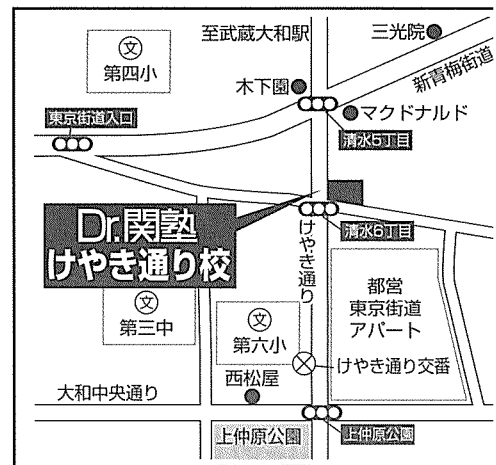 至武蔵大和駅
三光院
文
第四小
新青梅街道
木下園
東京街道入口
マクドナルド
清水5丁目
Dr.関塾
けやき通り校
清水6丁目
けやき通り
都営
東京街道
アパート
文
第三中
文
第六小
けやき通り交番
西松屋
大和中央通り
上仲原公園
上仲原公園